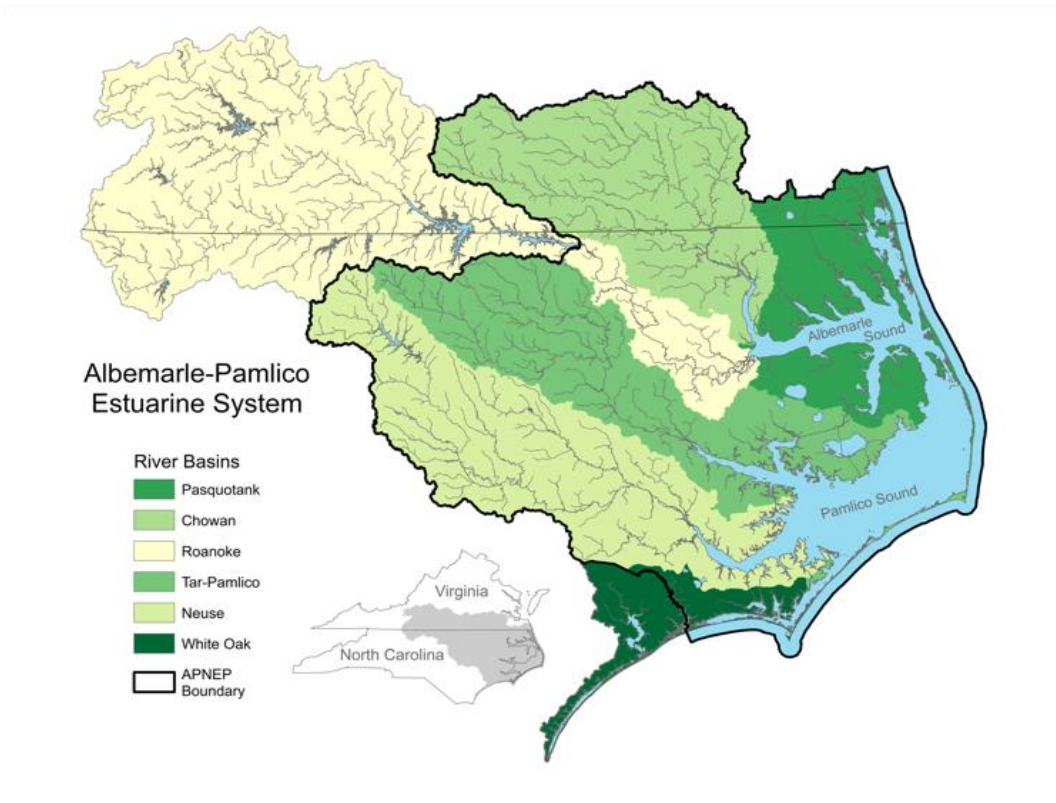 Albemarle-Pamlico
Estuarine System
River Basins
Pasquotank
Chowan
Roanoke
Tar-Pamlico
Neuse
White Oak
APNEP
Boundary
Virginia
North Carolina
Albemarle
Sound
Pamlico Sound